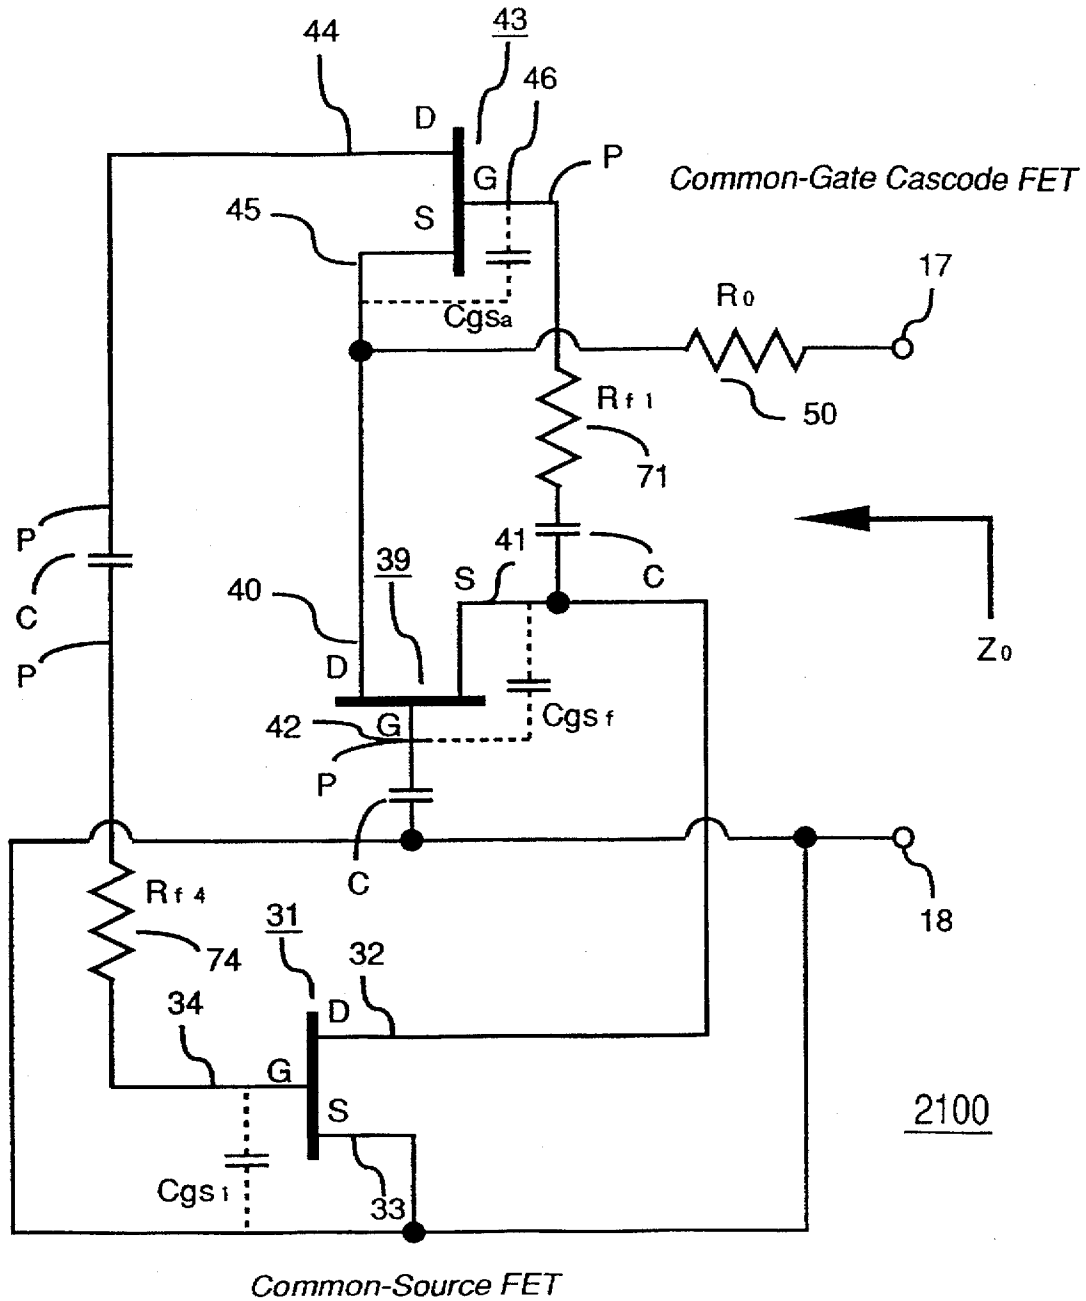 44
43
46
D
P
G
Common-Gate Cascode FET
45
S
17
R0
Cgsa
Rf1
50
71
P
C
41
39
S
C
40
C
P
D
Z0
G
42
Cgsf
P
C
Rf4
18
74
31
32
34
D
G
S
2100
Cgs1
33
Common-Source FET